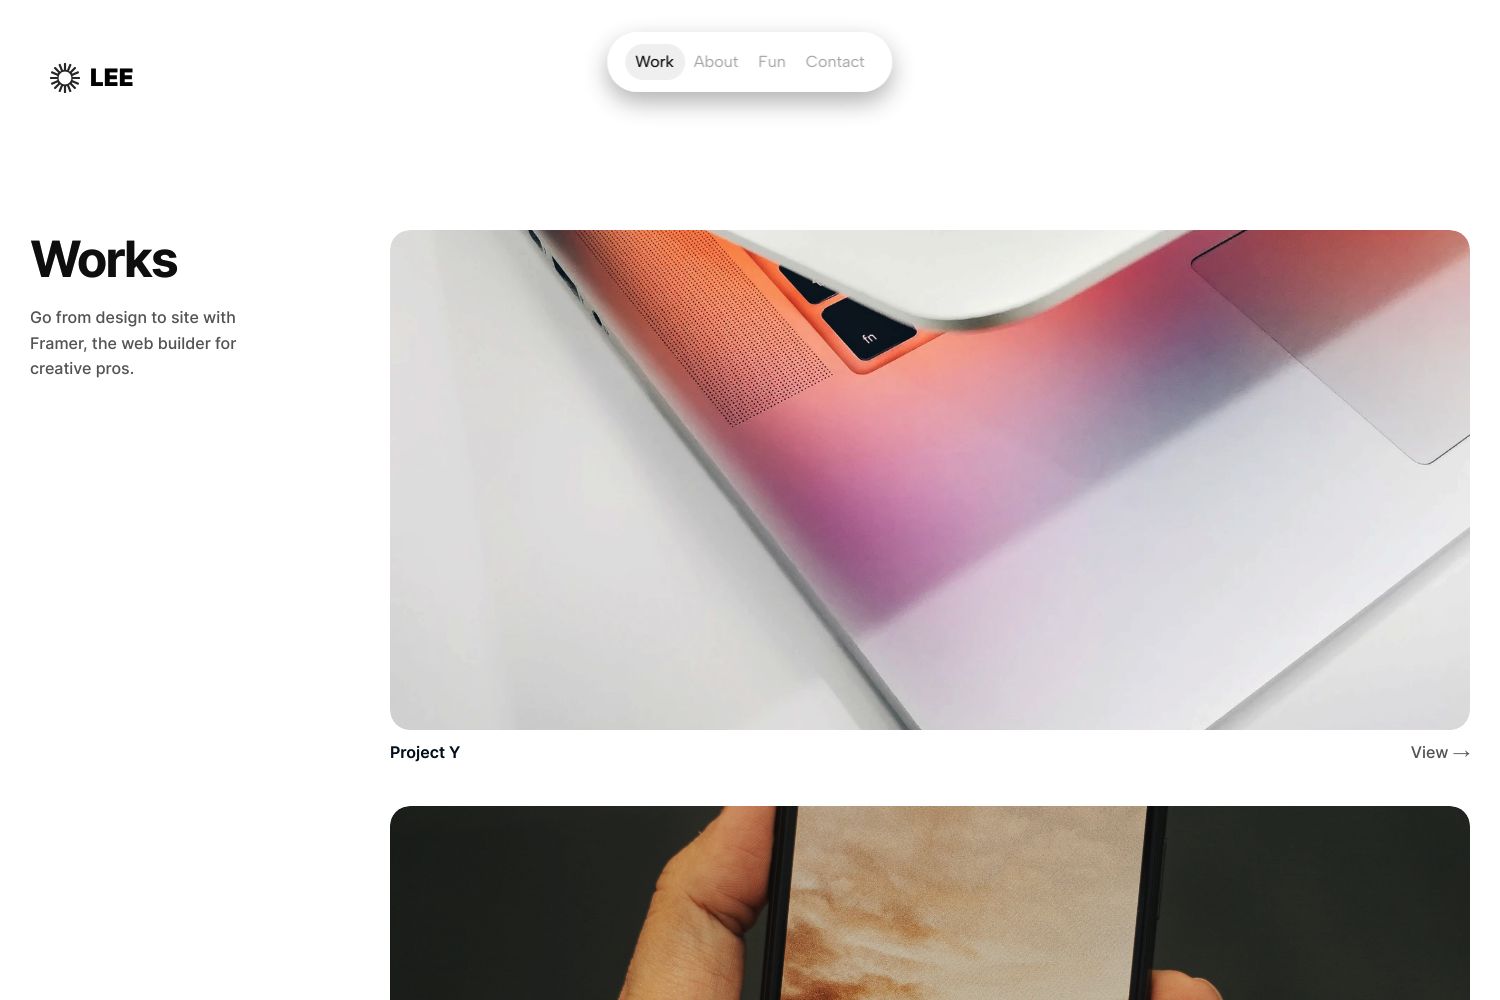 LEE
Work
About
Fun
Contact
Works
Go from design to site with
Framer, the web builder for
creative pros.
fn
Project Y
View →